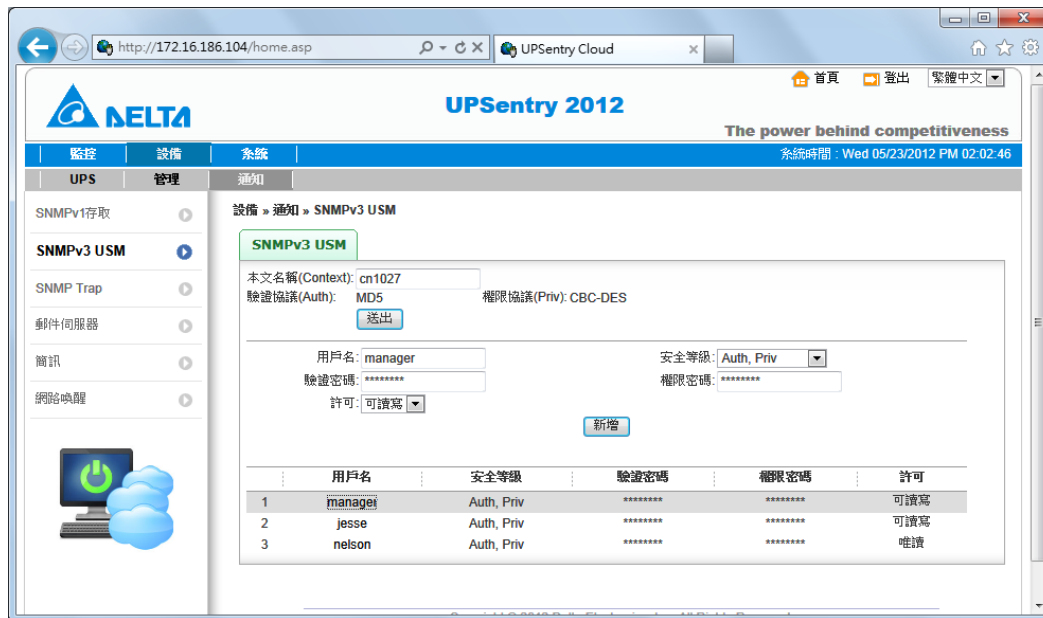 http://172.16.186.104/home.asp UPSentry Cloud
首頁 登出 繁體中文
DELTA UPSentry 2012
The power behind competitiveness
監控 設備 系統 系統時間 : Wed 05/23/2012 PM 02:02:46
UPS 管理 通知
SNMPv1存取
SNMPv3 USM
SNMP Trap
郵件伺服器
簡訊
網路喚醒
設備 » 通知 » SNMPv3 USM
SNMPv3 USM
本文名稱(Context): cn1027
驗證協議(Auth): MD5 權限協議(Priv): CBC-DES
送出
用戶名: manager 安全等級: Auth, Priv
驗證密碼: ******** 權限密碼: ********
許可: 可讀寫
新增
用戶名 安全等級 驗證密碼 權限密碼 許可
1 manager Auth, Priv ******** ******** 可讀寫
2 jesse Auth, Priv ******** ******** 可讀寫
3 nelson Auth, Priv ******** ******** 唯讀